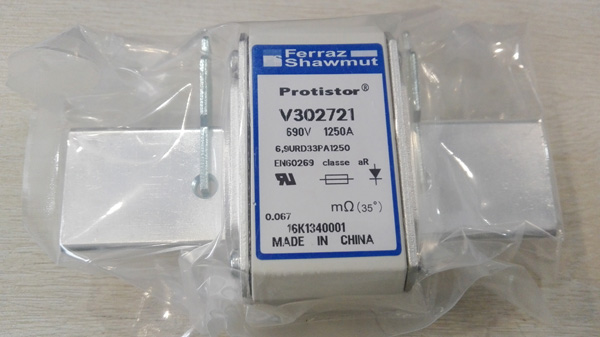 Ferraz
Shawmut
Protistor®
V302721
690V 1250A
6,9URD33PA1250
EN60269 classe aR
mΩ(35°)
0.067
16K1340001
MADE IN CHINA